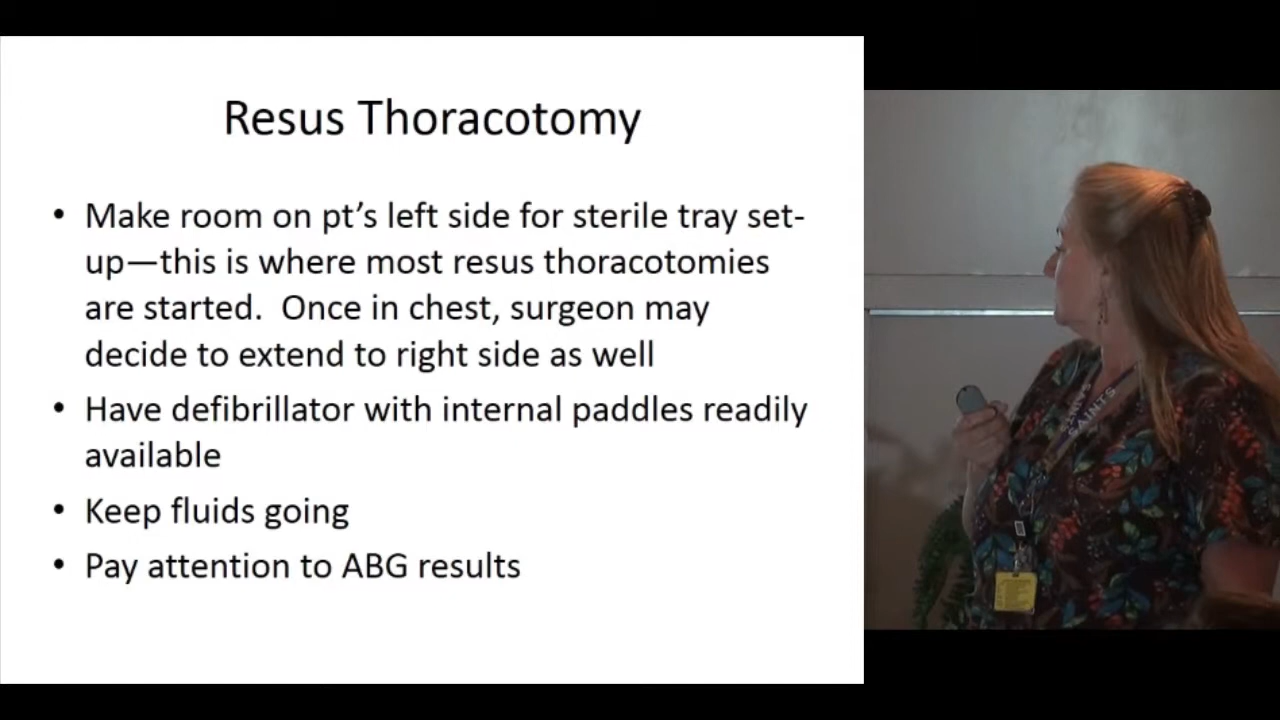 Resus Thoracotomy
• Make room on pt’s left side for sterile tray set-
up—this is where most resus thoracotomies
are started.  Once in chest, surgeon may
decide to extend to right side as well
• Have defibrillator with internal paddles readily
available
• Keep fluids going
• Pay attention to ABG results
SAINTS